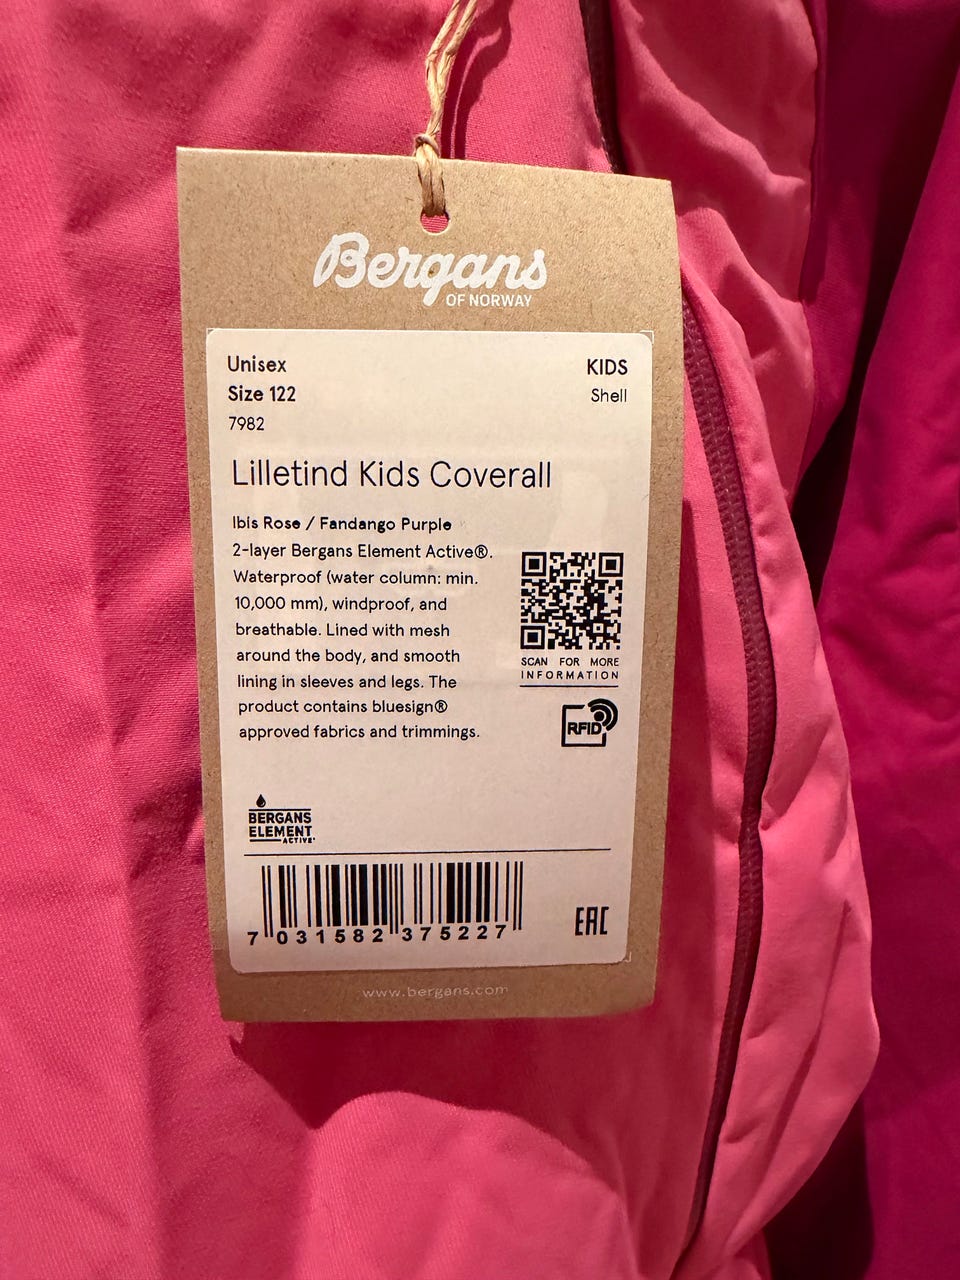 Bergans
OF NORWAY
Unisex
KIDS
Size 122
Shell
7982
Lilletind Kids Coverall
Ibis Rose / Fandango Purple
2-layer Bergans Element Active®.
Waterproof (water column: min.
10,000 mm), windproof, and
breathable. Lined with mesh
around the body, and smooth
lining in sleeves and legs. The
product contains bluesign®
approved fabrics and trimmings.
SCAN FOR MORE
INFORMATION
RFID
BERGANS
ELEMENT
ACTIVE
7 031582 375227
EAC
www.bergans.com